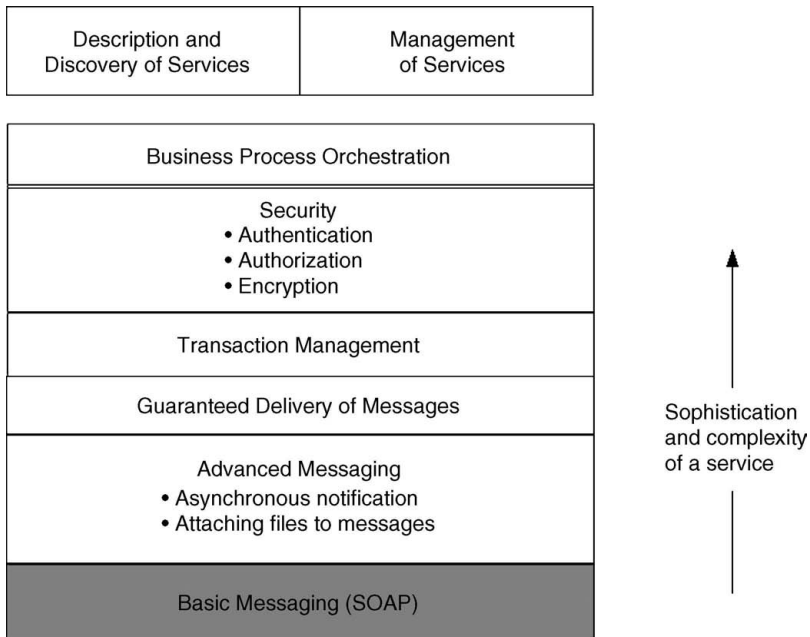 Description and
Discovery of Services
Management
of Services
Business Process Orchestration
Security
• Authentication
• Authorization
• Encryption
Transaction Management
Guaranteed Delivery of Messages
Advanced Messaging
• Asynchronous notification
• Attaching files to messages
Basic Messaging (SOAP)
Sophistication
and complexity
of a service